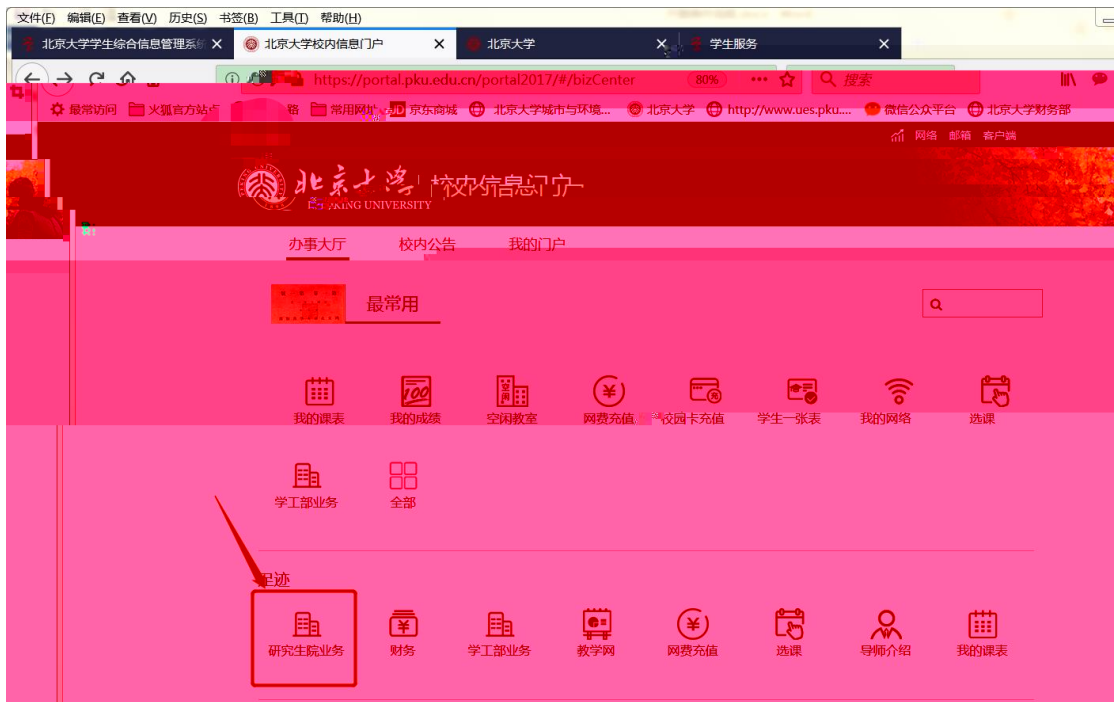 文件(F) 编辑(E) 查看(V) 历史(S) 书签(B) 工具(T) 帮助(H)
北京大学学生综合信息管理系统 北京大学校内信息门户 北京大学 学生服务
https://portal.pku.edu.cn/portal2017/#/bizCenter 80% 搜索
最常访问 火狐官方站点 常用网址 JD 京东商城 北京大学城市与环境... 北京大学 http://www.ues.pku.... 微信公众平台 北京大学财务部
网络 邮箱 客户端
北京大学 校内信息门户
PEKING UNIVERSITY
办事大厅 校内公告 我的门户
最常用
我的课表 我的成绩 空闲教室 网费充值 校园卡充值 学生一张表 我的网络 选课
学工部业务 全部
足迹
研究生院业务 财务 学工部业务 教学网 网费充值 选课 导师介绍 我的课表